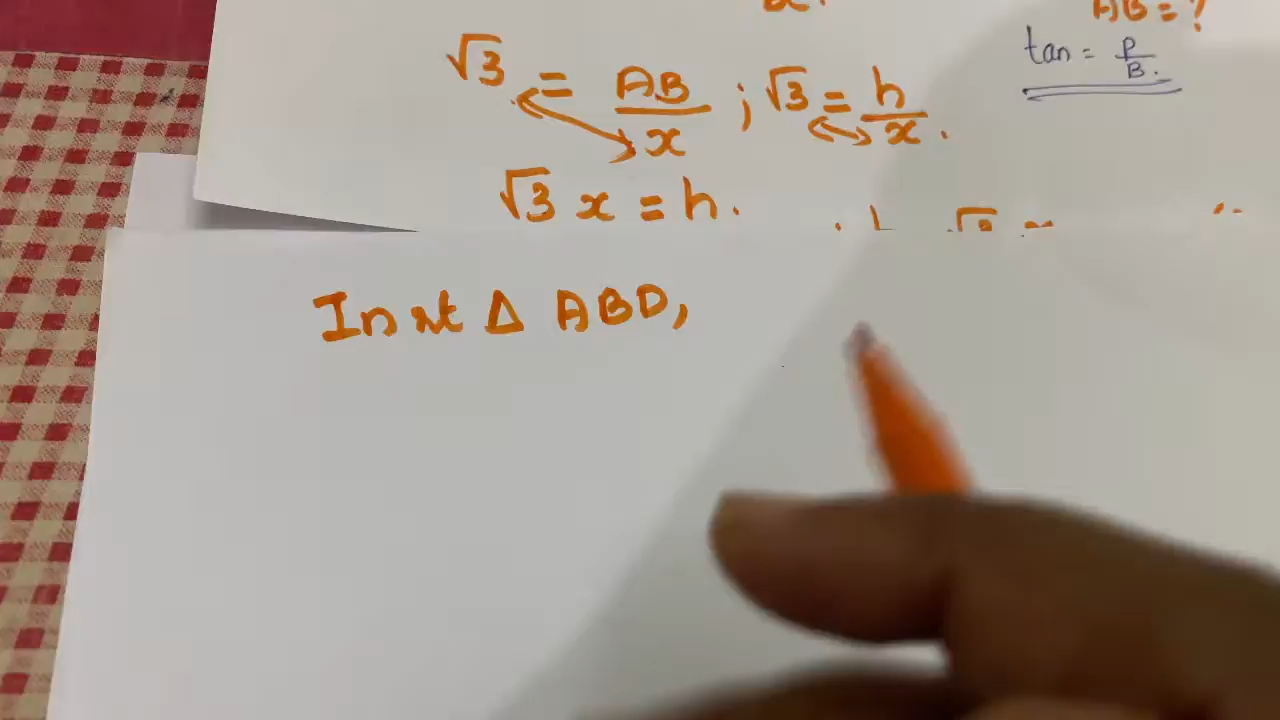 AB = ?
tan = P/B.
√3 = AB/x ; √3 = h/x.
√3 x = h.
In rt Δ ABD,